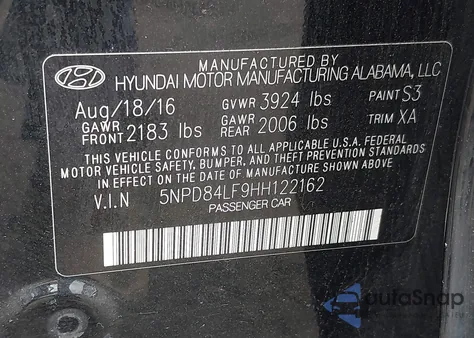 MANUFACTURED BY
HYUNDAI MOTOR MANUFACTURING ALABAMA, LLC
Aug/18/16 GVWR 3924 lbs PAINT S3
GAWR FRONT 2183 lbs GAWR REAR 2006 lbs TRIM XA
THIS VEHICLE CONFORMS TO ALL APPLICABLE U.S.A FEDERAL
MOTOR VEHICLE SAFETY, BUMPER, AND THEFT PREVENTION STANDARDS
IN EFFECT ON THE DATE OF MANUFACTURE SHOWN ABOVE.
V.I.N 5NPD84LF9HH122162
PASSENGER CAR
autoSnap